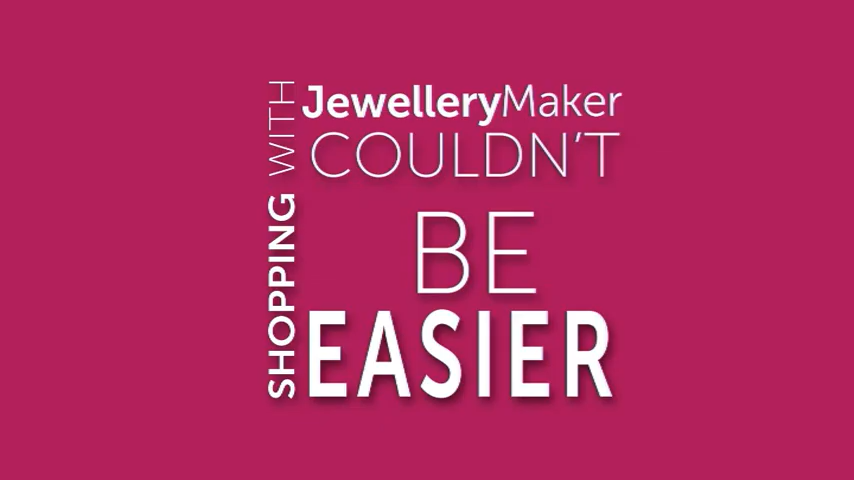 SHOPPING WITH
JewelleryMaker
COULDN'T
BE
EASIER